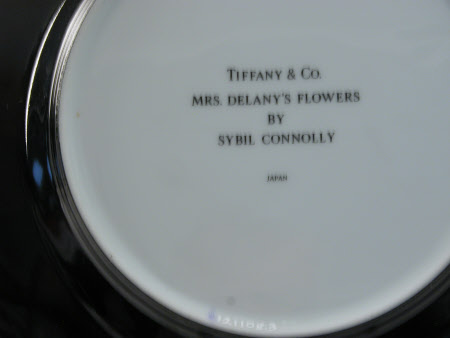 TIFFANY & CO.
MRS. DELANY'S FLOWERS
BY
SYBIL CONNOLLY
JAPAN